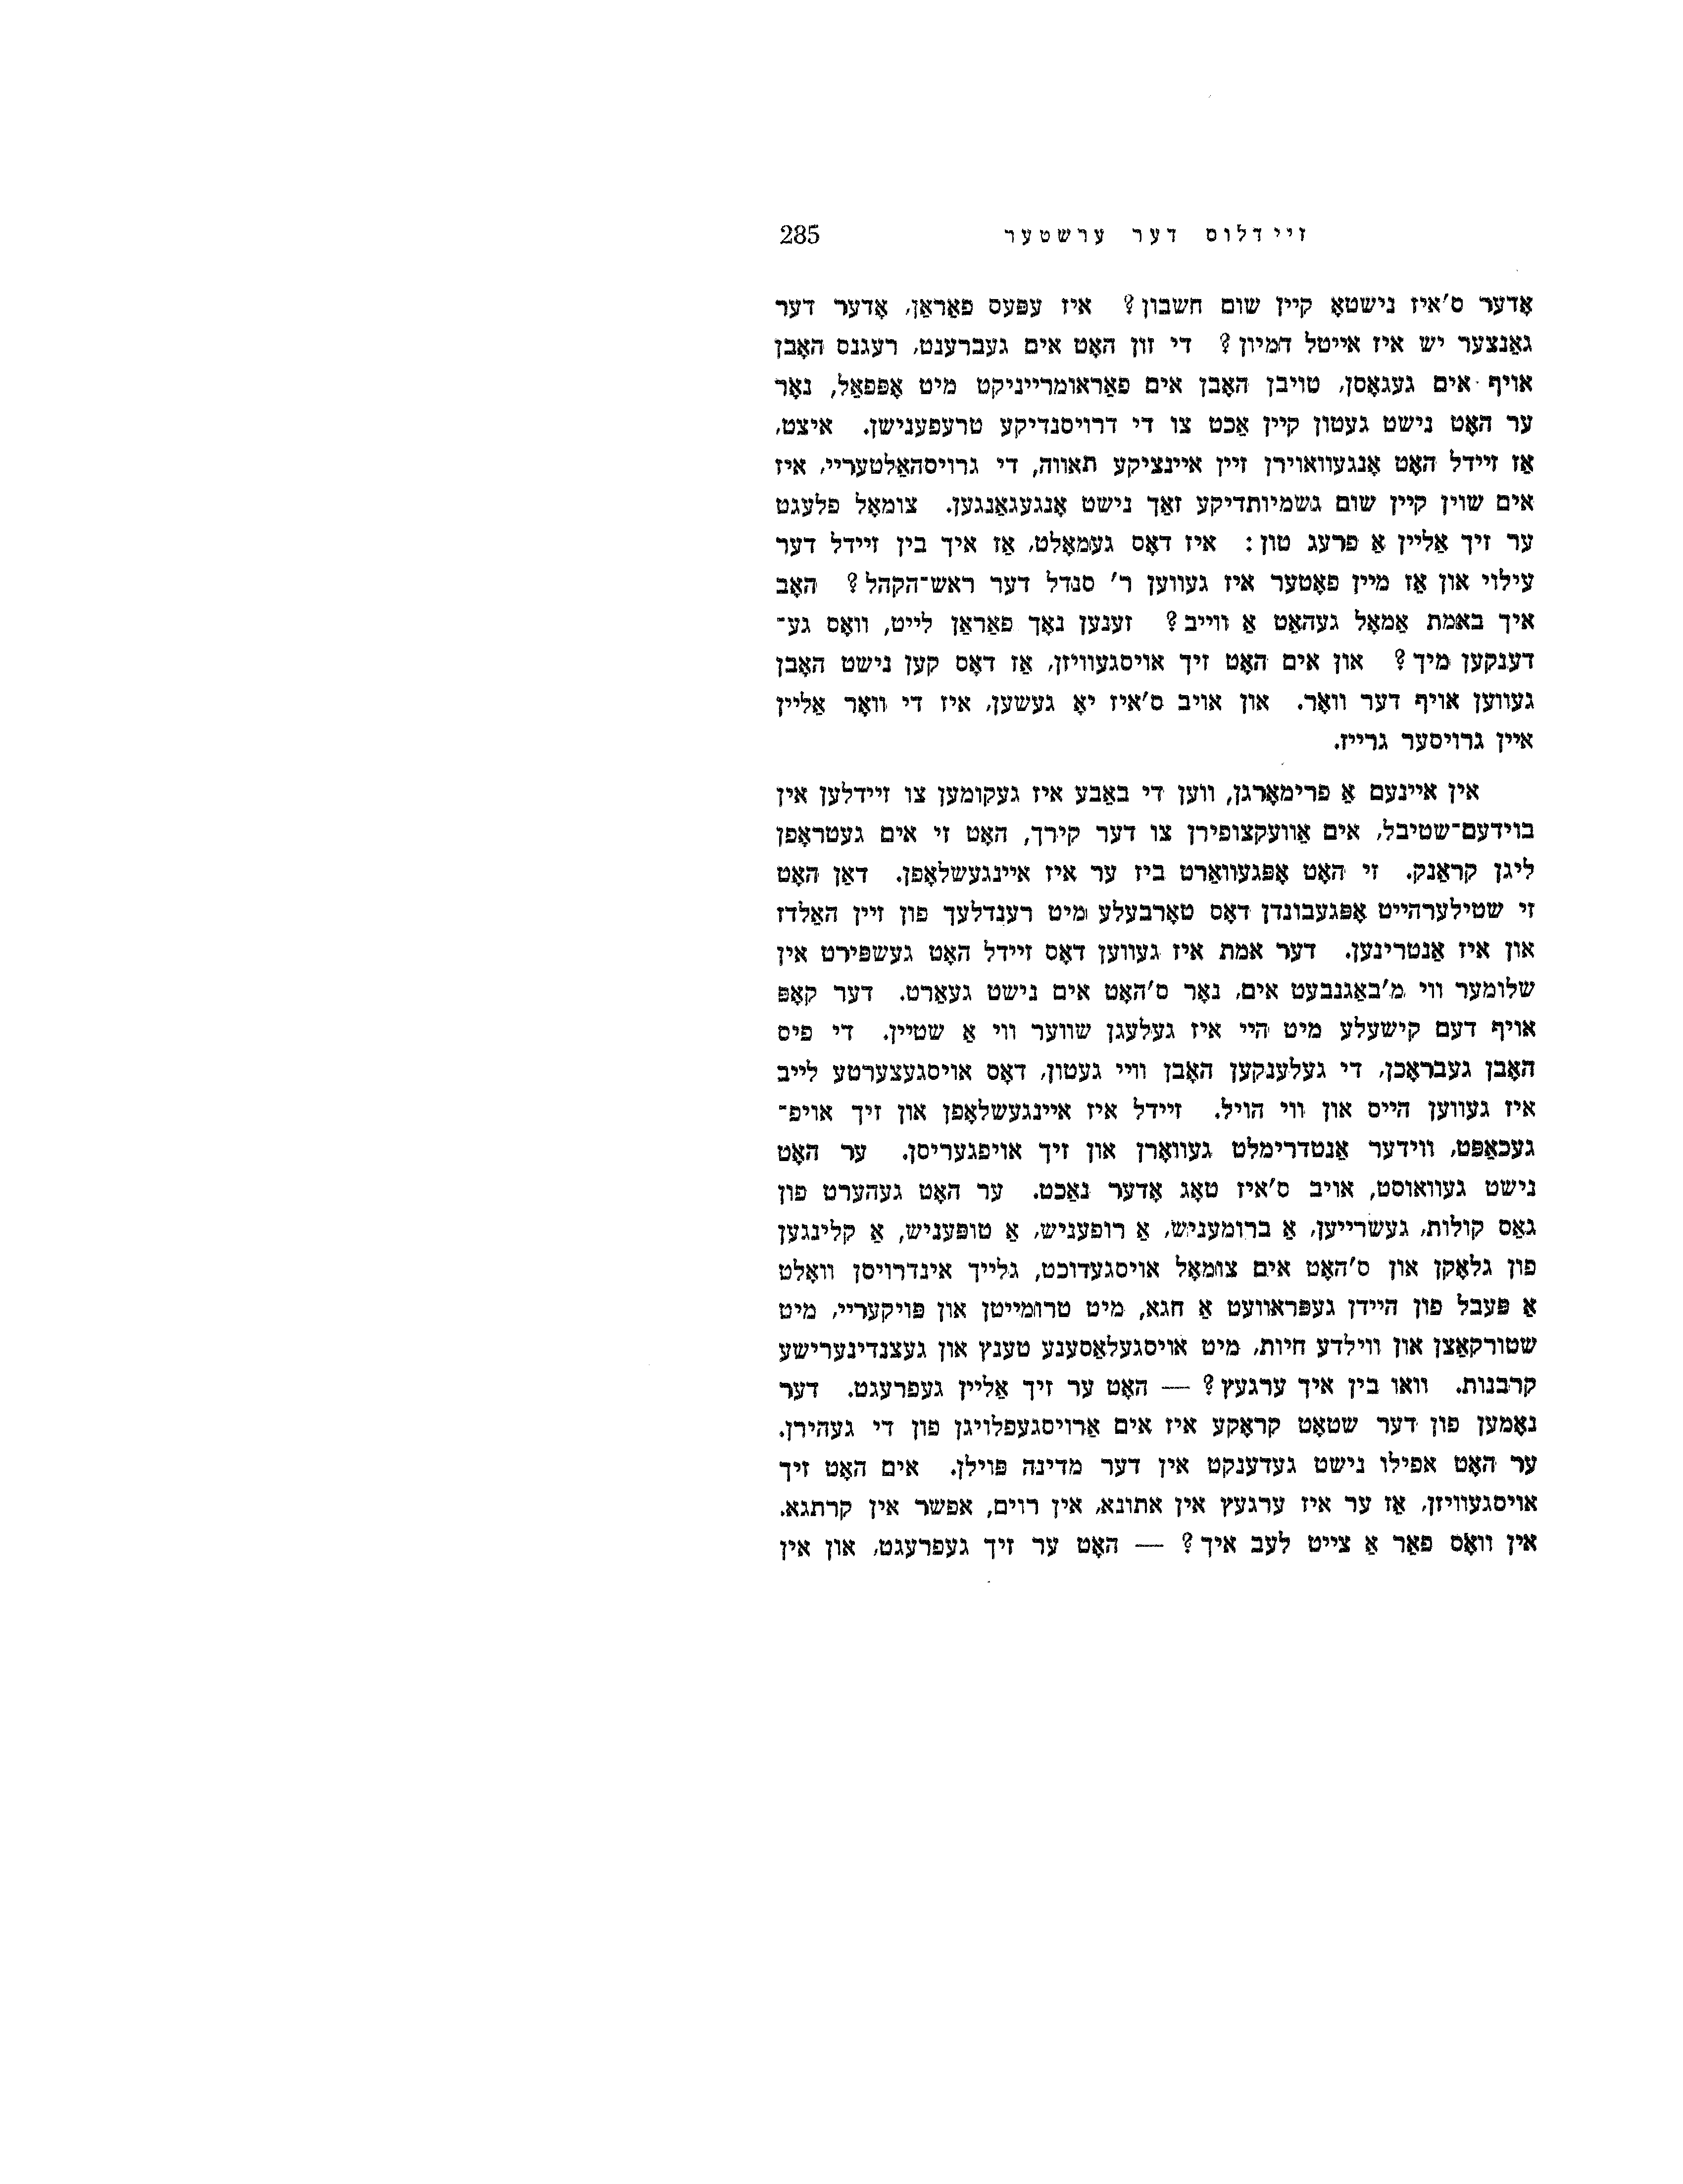 זיידלוס דער ערשטער 285
אָדער ס'איז נישטאָ קיין שום חשבון? איז עפּעס פאַראַן, אָדער דער
גאַנצער יש איז אייטל דמיון? די זון האָט אים געברענט, רעגנס האָבן
אויף אים געגאָסן, טויבן האָבן אים פאַראומרייניקט מיט אָפּפאַל, נאָר
ער האָט נישט געטון קיין אַכט צו די דרויסנדיקע טרעפענישן. איצט,
אַז זיידל האָט אָנגעוואוירן זיין איינציקע תאווה, די גרויסהאַלטעריי, איז
אים שוין קיין שום גשמיותדיקע זאַך נישט אָנגעגאַנגען. צומאָל פלעגט
ער זיך אַליין אַ פרעג טון: איז דאָס געמאָלט, אַז איך בין זיידל דער
עילוי און אַז מיין פאָטער איז געווען ר' סנדל דער ראש־הקהל? האָב
איך באמת אַמאָל געהאַט אַ ווייב? זענען נאָך פאַראַן לייט, וואָס גע־
דענקען מיך? און אים האָט זיך אויסגעוויזן, אַז דאָס קען נישט האָבן
געווען אויף דער וואָר. און אויב ס'איז יאָ געשען, איז די וואָר אַליין
איין גרויסער גרייז.
אין איינעם אַ פרימאָרגן, ווען די באַבע איז געקומען צו זיידלען אין
בוידעם־שטיבל, אים אַוועקצופירן צו דער קירך, האָט זי אים געטראָפן
ליגן קראַנק. זי האָט אָפּגעוואַרט ביז ער איז איינגעשלאָפן. דאַן האָט
זי שטילערהייט אָפּגעבונדן דאָס טאָרבעלע מיט רענדלעך פון זיין האַלדז
און איז אַנטרינען. דער אמת איז געווען דאָס זיידל האָט געשפּירט אין
שלומער ווי מ'באַגנבעט אים, נאָר ס'האָט אים נישט געאַרט. דער קאָפּ
אויף דעם קישעלע מיט היי איז געלעגן שווער ווי אַ שטיין. די פיס
האָבן געבראָכן, די געלענקען האָבן וויי געטון, דאָס אויסגעצערטע לייב
איז געווען הייס און ווי הויל. זיידל איז איינגעשלאָפן און זיך אויפ־
געכאַפּט, ווידער אַנטדרימלט געוואָרן און זיך אויפגעריסן. ער האָט
נישט געוואוסט, אויב ס'איז טאָג אָדער נאַכט. ער האָט געהערט פון
גאַס קולות, געשרייען, אַ ברומעניש, אַ רופעניש, אַ טופּעניש, אַ קלינגען
פון גלאָקן און ס'האָט אים צומאָל אויסגעדוכט, גלייך אינדרויסן וואָלט
אַ פּעבל פון היידן געפּראוועט אַ חגא, מיט טרומייטן און פּויקעריי, מיט
שטורקאַצן און ווילדע חיות, מיט אויסגעלאַסענע טענץ און געצנדינערישע
קרבנות. וואו בין איך ערגעץ? — האָט ער זיך אַליין געפרעגט. דער
נאָמען פון דער שטאָט קראָקע איז אים אַרויסגעפלויגן פון די געהירן.
ער האָט אפילו נישט געדענקט אין דער מדינה פּוילן. אים האָט זיך
אויסגעוויזן, אַז ער איז ערגעץ אין אתונא, אין רוים, אפשר אין קרתגא.
אין וואָס פאַר אַ צייט לעב איך? — האָט ער זיך געפרעגט, און אין